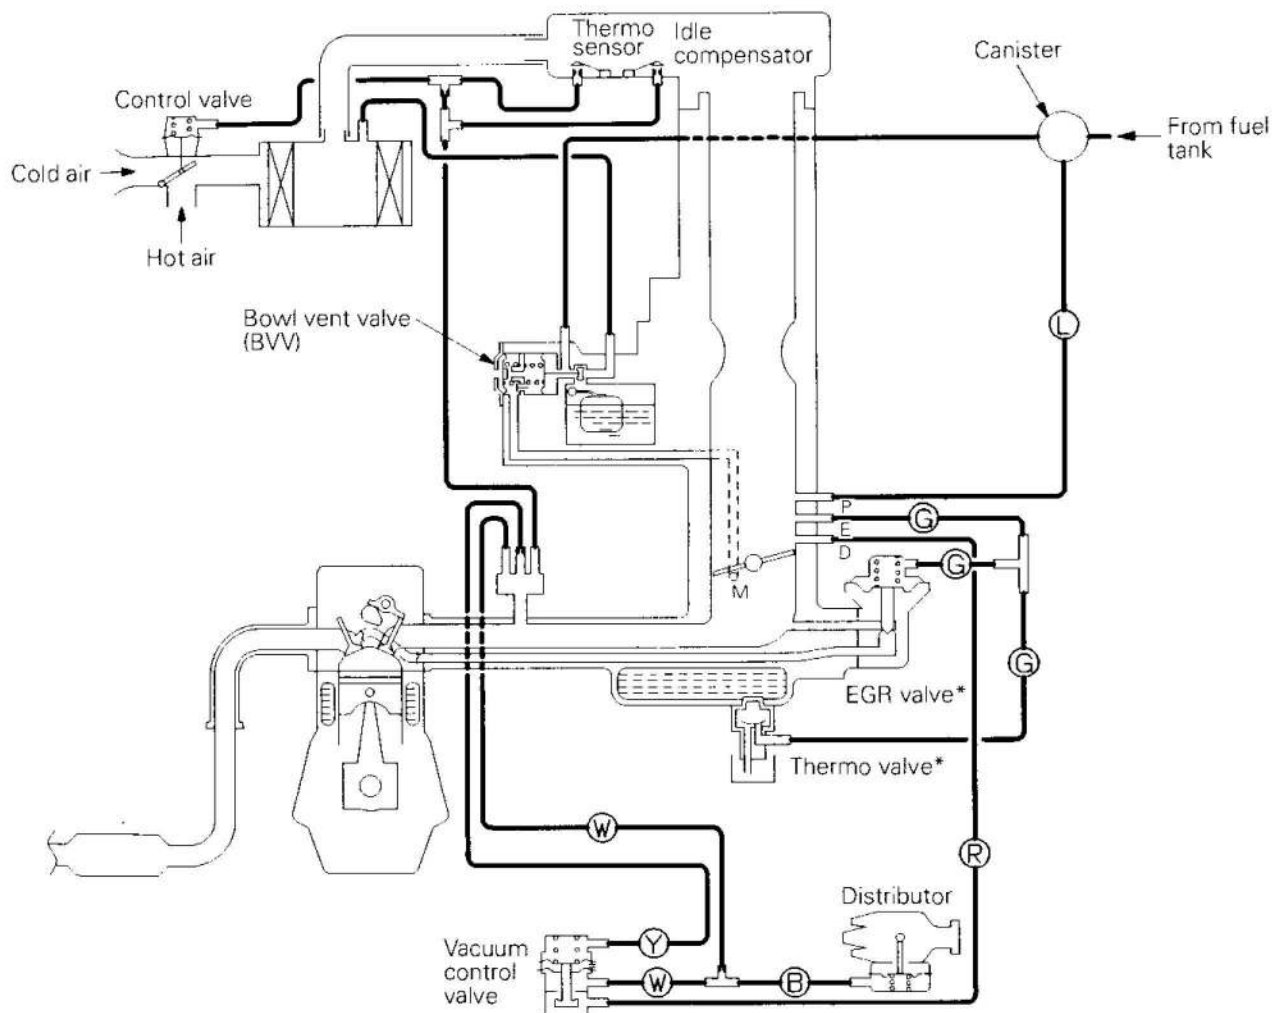 Thermo
sensor
Idle
compensator
Canister
Control valve
From fuel
tank
Cold air
Hot air
Bowl vent valve
(BVV)
L
P
G
E
D
G
M
G
EGR valve*
Thermo valve*
W
R
Distributor
Y
Vacuum
control
valve
W
B